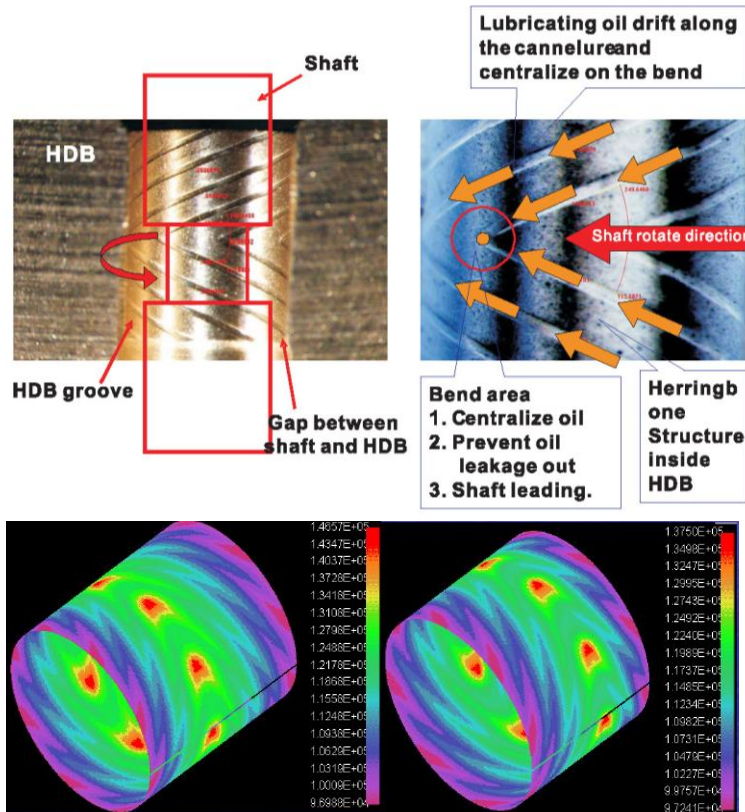 Shaft
HDB
HDB groove
Gap between
shaft and HDB
Lubricating oil drift along
the cannelureand
centralize on the bend
Shaft rotate direction
Bend area
1. Centralize oil
2. Prevent oil
leakage out
3. Shaft leading.
Herringb
one
Structure
inside
HDB
1.4657E+05
1.4347E+05
1.4037E+05
1.3728E+05
1.3418E+05
1.3108E+05
1.2798E+05
1.2488E+05
1.2178E+05
1.1868E+05
1.1558E+05
1.1248E+05
1.0938E+05
1.0629E+05
1.0319E+05
1.0009E+05
9.6988E+04
1.3750E+05
1.3498E+05
1.3247E+05
1.2995E+05
1.2743E+05
1.2492E+05
1.2240E+05
1.1989E+05
1.1737E+05
1.1485E+05
1.1234E+05
1.0982E+05
1.0731E+05
1.0479E+05
1.0227E+05
9.9757E+04
9.7241E+04